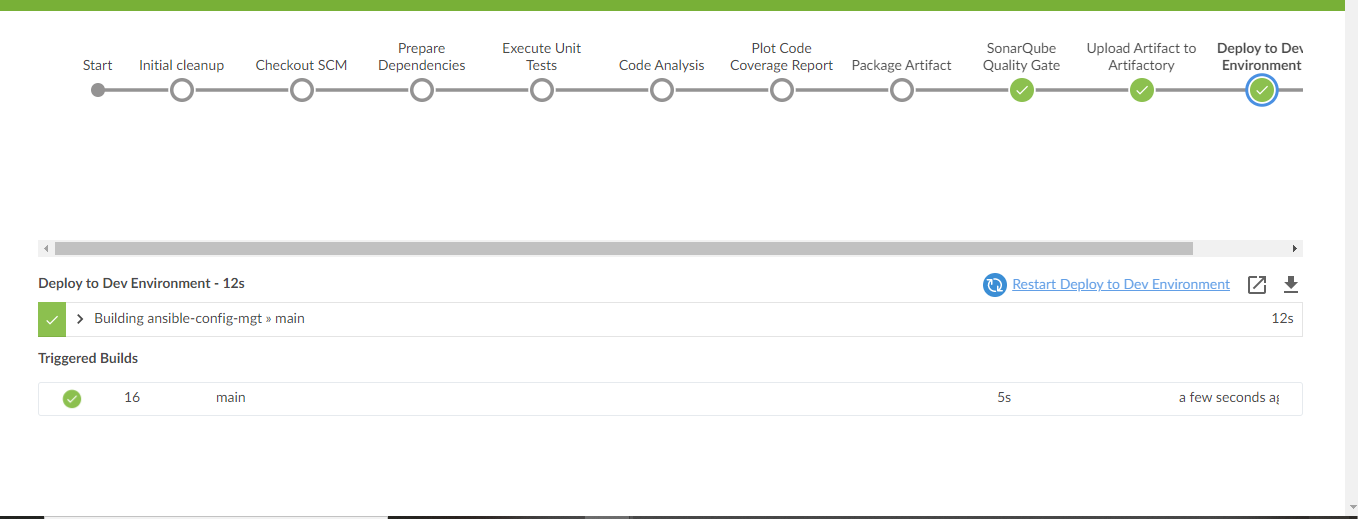 Start
Initial cleanup
Checkout SCM
Prepare
Dependencies
Execute Unit
Tests
Code Analysis
Plot Code
Coverage Report
Package Artifact
SonarQube
Quality Gate
Upload Artifact to
Artifactory
Deploy to Dev
Environment
Deploy to Dev Environment - 12s
Restart Deploy to Dev Environment
Building ansible-config-mgt » main 12s
Triggered Builds
16 main 5s a few seconds ag